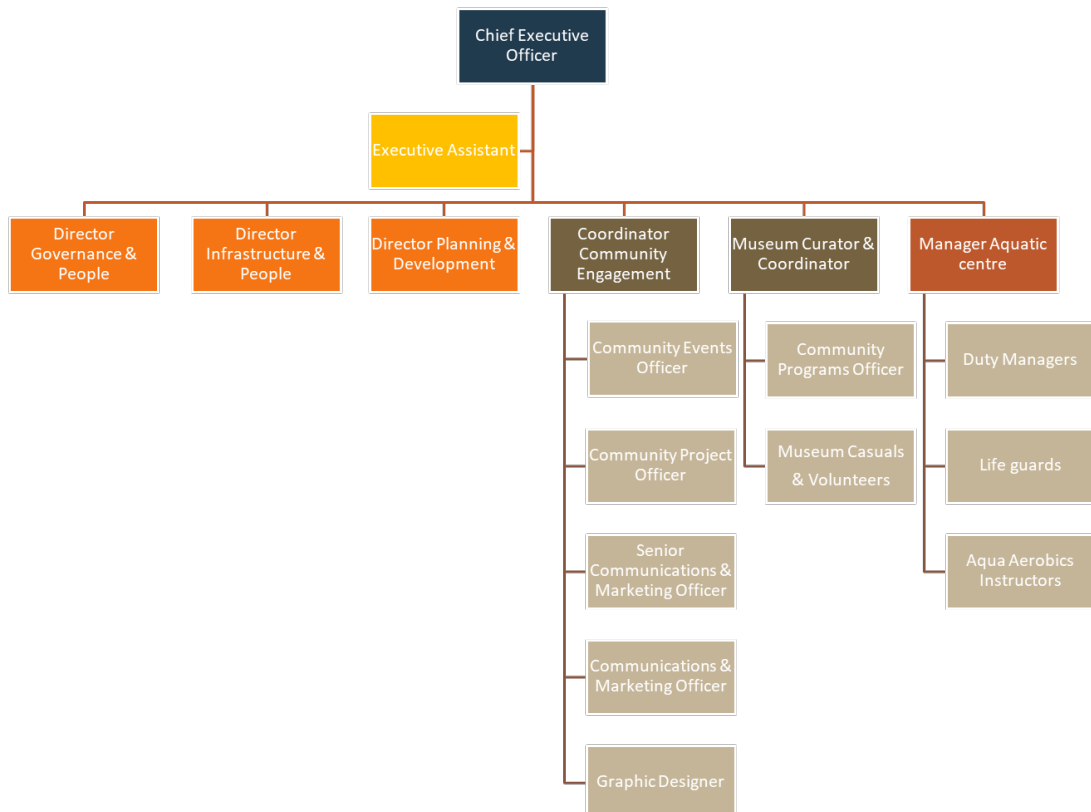 Chief Executive
Officer
Executive Assistant
Director
Governance &
People
Director
Infrastructure &
People
Director Planning &
Development
Coordinator
Community
Engagement
Museum Curator &
Coordinator
Manager Aquatic
centre
Community Events
Officer
Community Project
Officer
Senior
Communications &
Marketing Officer
Communications &
Marketing Officer
Graphic Designer
Community
Programs Officer
Museum Casuals
& Volunteers
Duty Managers
Life guards
Aqua Aerobics
Instructors